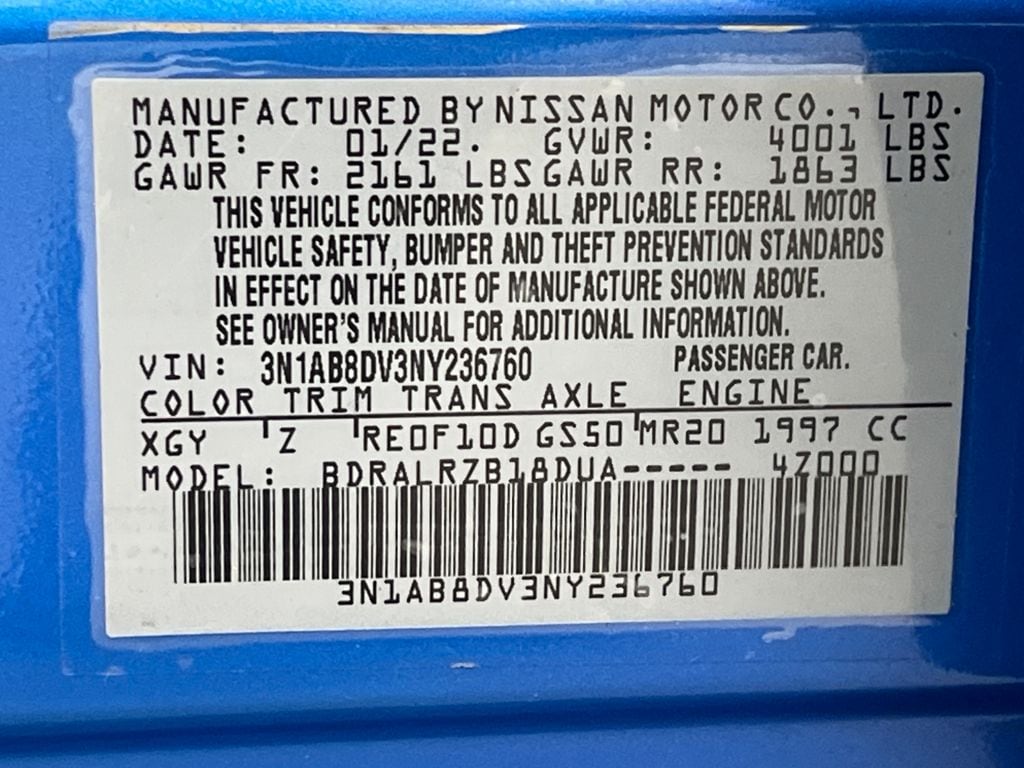 MANUFACTURED BY NISSAN MOTOR CO., LTD.
DATE: 01/22. GVWR: 4001 LBS
GAWR FR: 2161 LBS GAWR RR: 1863 LBS
THIS VEHICLE CONFORMS TO ALL APPLICABLE FEDERAL MOTOR
VEHICLE SAFETY, BUMPER AND THEFT PREVENTION STANDARDS
IN EFFECT ON THE DATE OF MANUFACTURE SHOWN ABOVE.
SEE OWNER'S MANUAL FOR ADDITIONAL INFORMATION.
VIN: 3N1AB8DV3NY236760 PASSENGER CAR.
COLOR TRIM TRANS AXLE ENGINE
XGY Z RE0F10D GS50 MR20 1997 CC
MODEL: BDRALRZB18DUA----- 4Z000
3N1AB8DV3NY236760